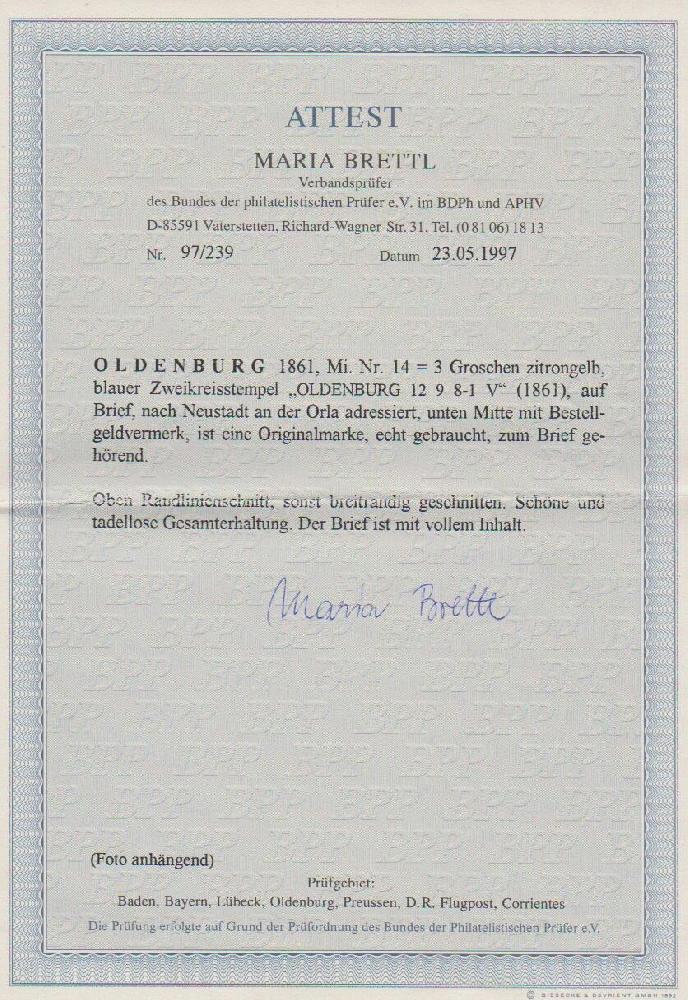 ATTEST
MARIA BRETTL
Verbandsprüfer
des Bundes der philatelistischen Prüfer e.V. im BDPh und APHV
D-85591 Vaterstetten, Richard-Wagner-Str. 31. Tel. (0 81 06) 18 13
Nr. 97/239 Datum 23.05.1997
OLDENBURG 1861, Mi. Nr. 14 = 3 Groschen zitrongelb,
blauer Zweikreisstempel „OLDENBURG 12 9 8-1 V“ (1861), auf
Brief, nach Neustadt an der Orla adressiert, unten Mitte mit Bestell-
geldvermerk, ist eine Originalmarke, echt gebraucht, zum Brief ge-
hörend.
Oben Randlinienschnitt, sonst breitrandig geschnitten. Schöne und
tadellose Gesamterhaltung. Der Brief ist mit vollem Inhalt.
Maria Brettl
(Foto anhängend)
Prüfgebiet:
Baden, Bayern, Lübeck, Oldenburg, Preussen, D.R. Flugpost, Corrientes
Die Prüfung erfolgte auf Grund der Prüfordnung des Bundes der Philatelistischen Prüfer e.V.
© GIESECKE & DEVRIENT GMBH